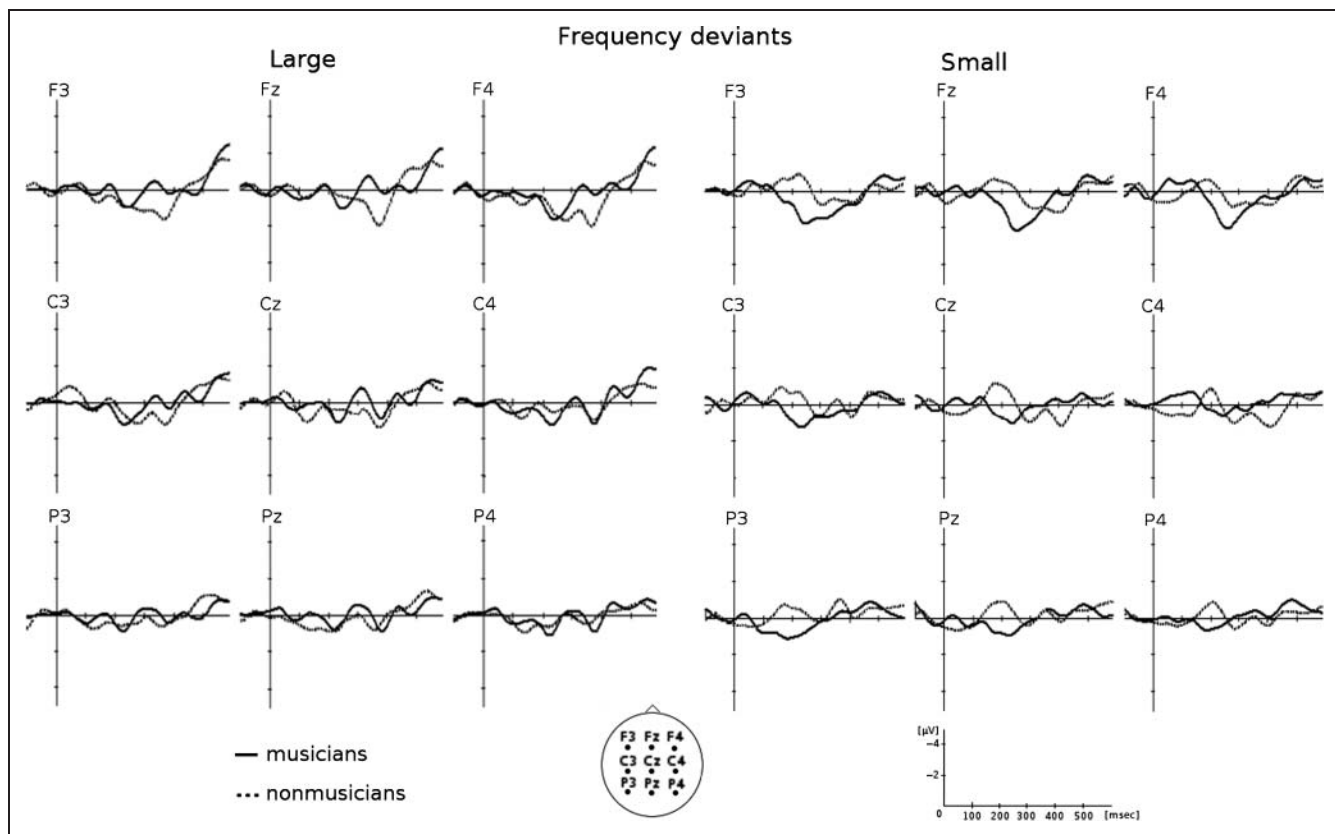 Frequency deviants
Large
Small
F3 Fz F4 F3 Fz F4
C3 Cz C4 C3 Cz C4
P3 Pz P4 P3 Pz P4
musicians
nonmusicians
F3 Fz F4
C3 Cz C4
P3 Pz P4
[μV]
-4
-2
0 100 200 300 400 500 [msec]